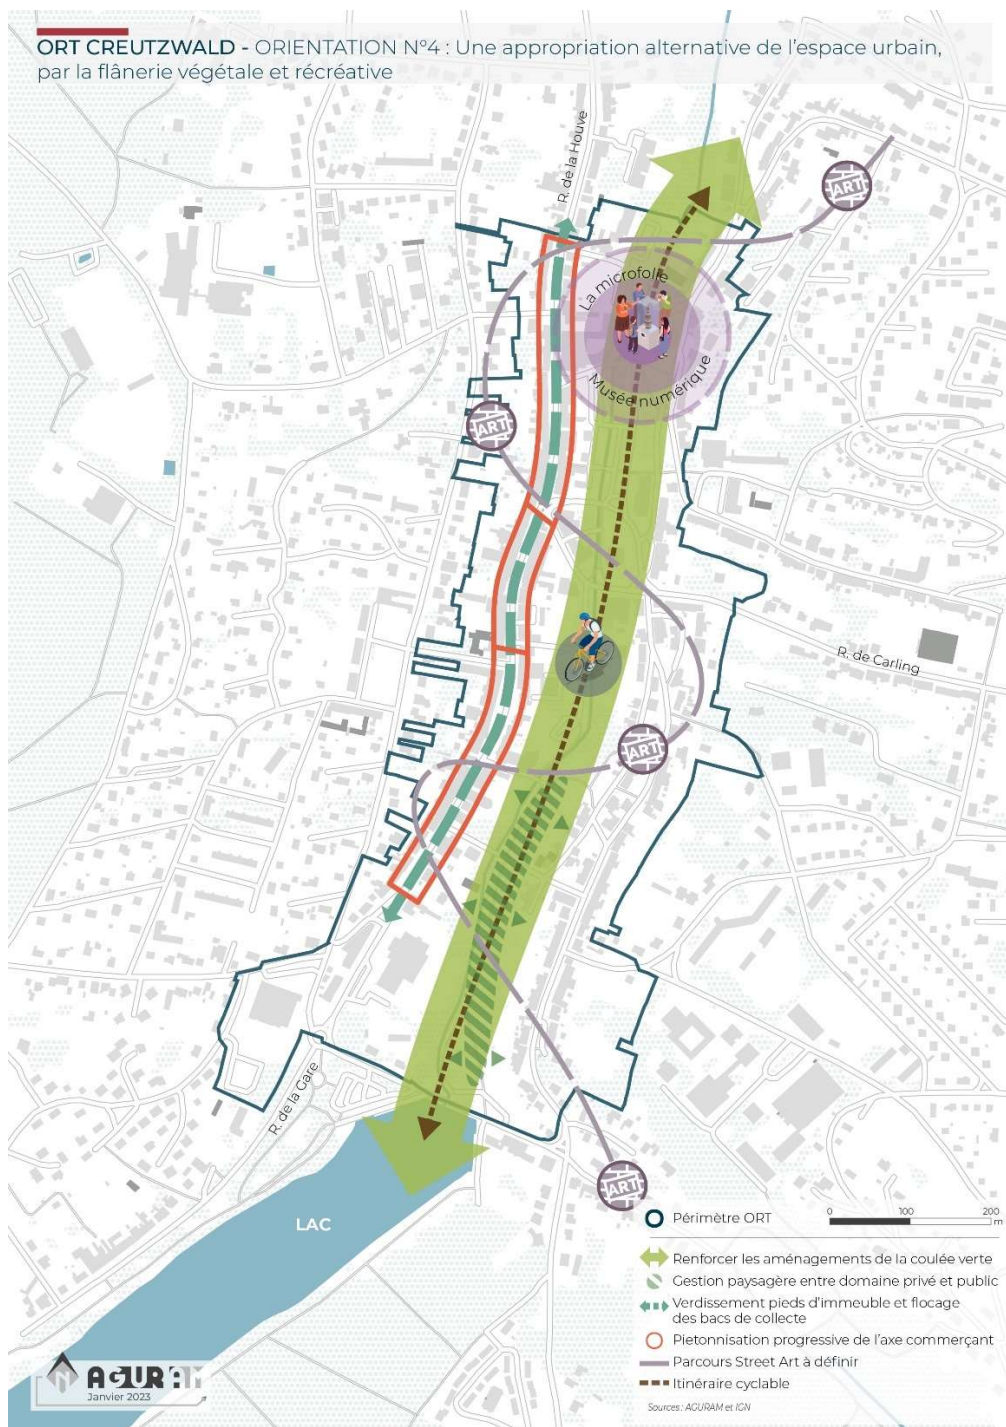 ORT CREUTZWALD - ORIENTATION N°4 : Une appropriation alternative de l'espace urbain,
par la flânerie végétale et récréative
R. de la Houve
ART
La microfolie
Musée numérique
ART
R. de Carling
ART
R. de la Gare
ART
LAC
Périmètre ORT
0 100 200
m
Renforcer les aménagements de la coulée verte
Gestion paysagère entre domaine privé et public
Verdissement pieds d'immeuble et flocage
des bacs de collecte
Pietonnisation progressive de l'axe commerçant
Parcours Street Art à définir
Itinéraire cyclable
Sources : AGURAM et IGN
N
AGURAM
Janvier 2023